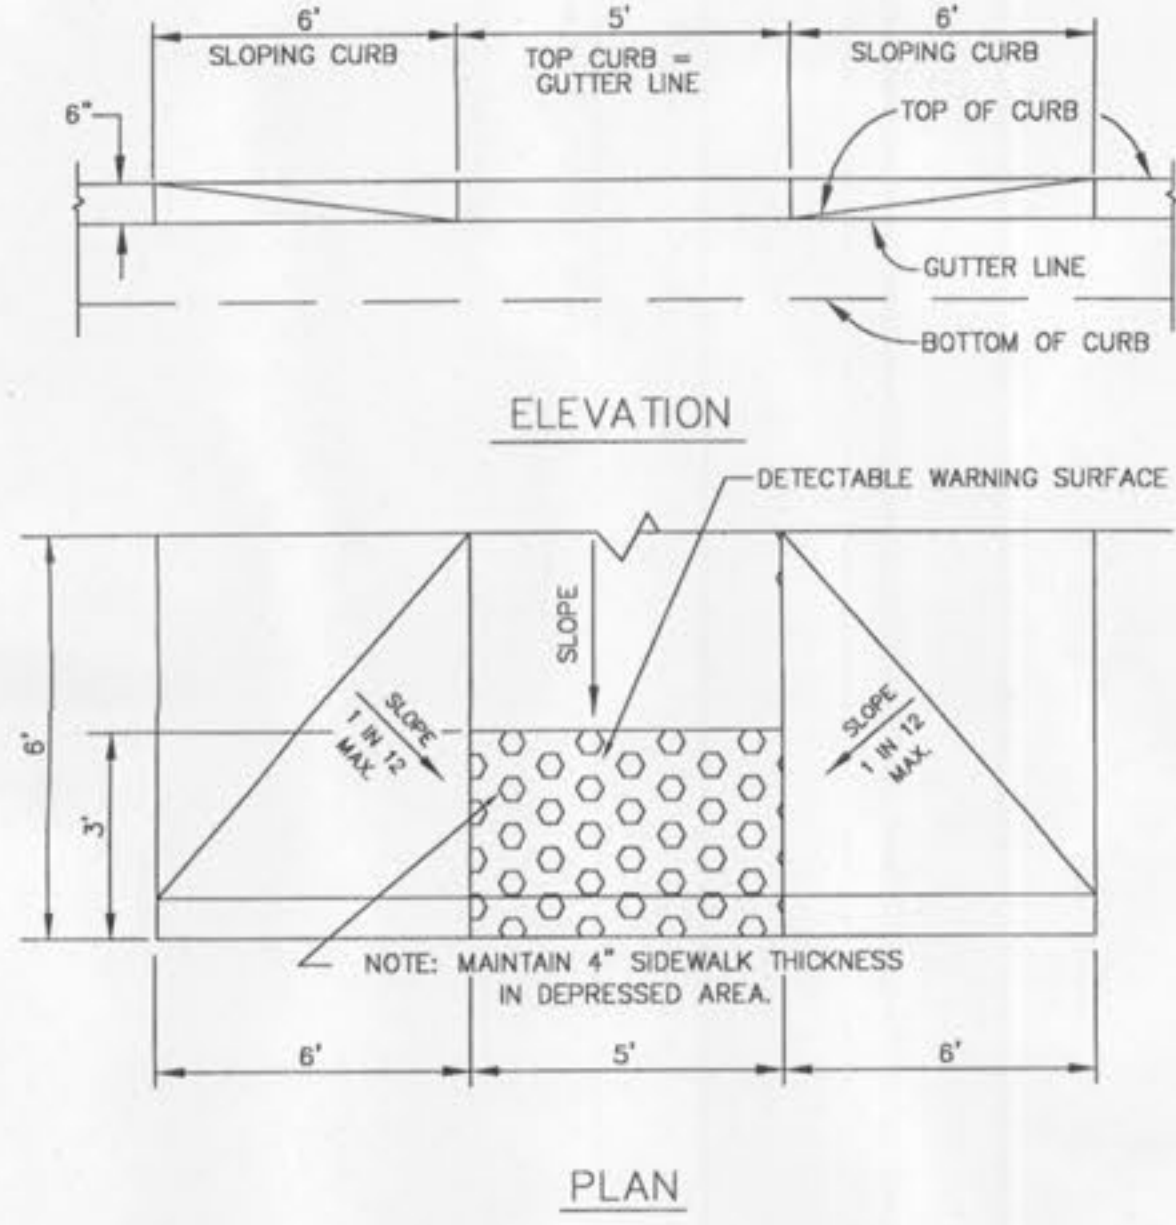 6'
5'
6'
SLOPING CURB
TOP CURB =
GUTTER LINE
SLOPING CURB
6"
TOP OF CURB
GUTTER LINE
BOTTOM OF CURB
ELEVATION
DETECTABLE WARNING SURFACE
SLOPE
SLOPE
1 IN 12
MAX.
SLOPE
1 IN 12
MAX.
6'
3'
NOTE: MAINTAIN 4" SIDEWALK THICKNESS
IN DEPRESSED AREA.
6'
5'
6'
PLAN